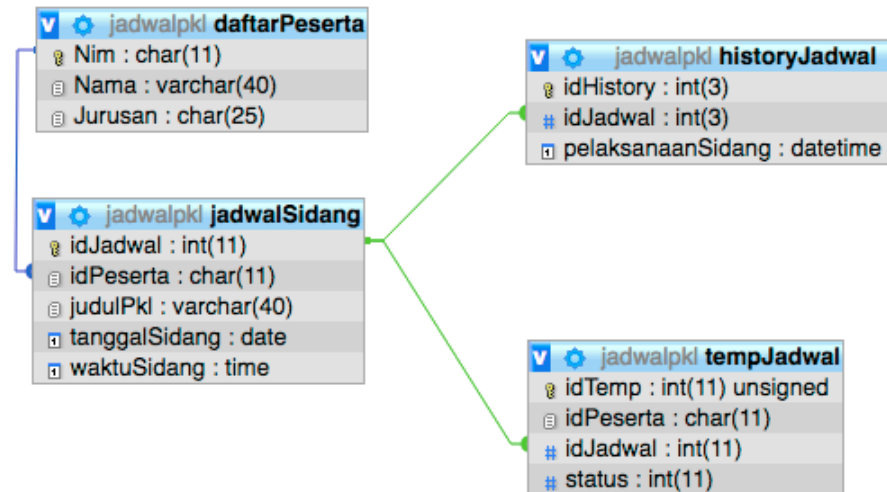 jadwalpkl daftarPeserta
Nim : char(11)
Nama : varchar(40)
Jurusan : char(25)
jadwalpkl jadwalSidang
idJadwal : int(11)
idPeserta : char(11)
judulPkl : varchar(40)
tanggalSidang : date
waktuSidang : time
jadwalpkl historyJadwal
idHistory : int(3)
# idJadwal : int(3)
pelaksanaanSidang : datetime
jadwalpkl tempJadwal
idTemp : int(11) unsigned
idPeserta : char(11)
# idJadwal : int(11)
# status : int(11)